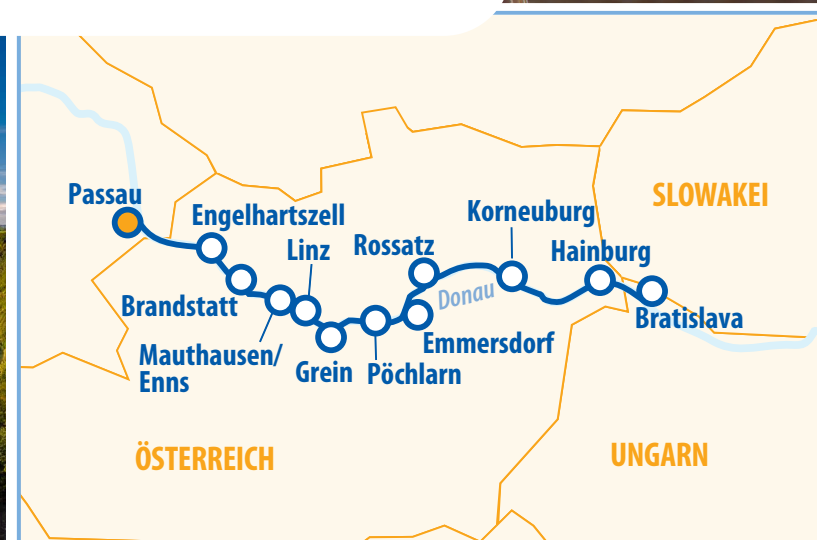 Passau
Engelhartszell
Linz
Brandstatt
Mauthausen/
Enns
Grein
Pöchlarn
Rossatz
Donau
Emmersdorf
Korneuburg
Hainburg
Bratislava
SLOWAKEI
ÖSTERREICH
UNGARN